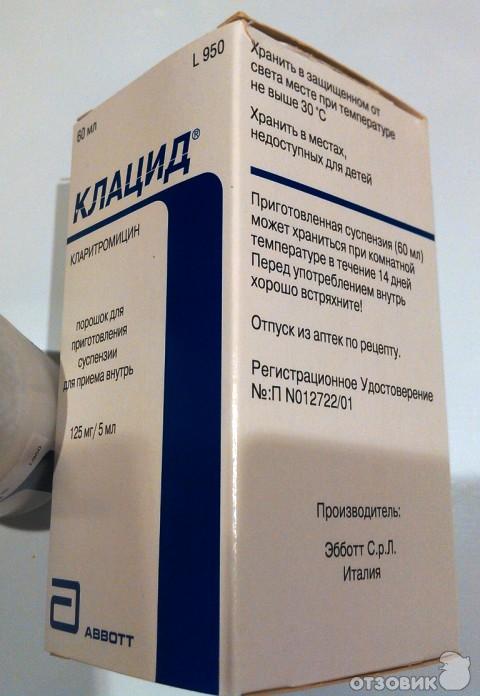 L 950
60 мл
КЛАЦИД®
КЛАРИТРОМИЦИН
порошок для
приготовления
суспензии
для приема внутрь
125 мг/ 5 мл
ABBOTT
Хранить в защищенном от
света месте при температуре
не выше 30 °С
Хранить в местах,
недоступных для детей
Приготовленная суспензия (60 мл)
может храниться при комнатной
температуре в течение 14 дней
Перед употреблением внутрь
хорошо встряхните!
Отпуск из аптек по рецепту.
Регистрационное Удостоверение
№:П N012722/01
Производитель:
Эбботт С.р.Л.
Италия
ОТЗОВИК